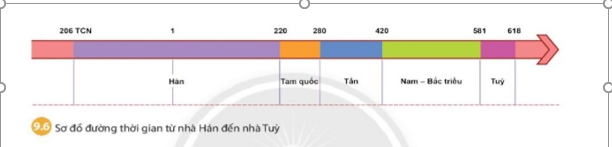 206 TCN 1 220 280 420 581 618
Hán Tam quốc Tấn Nam – Bắc triều Tuỳ
9.6 Sơ đồ đường thời gian từ nhà Hán đến nhà Tuỳ